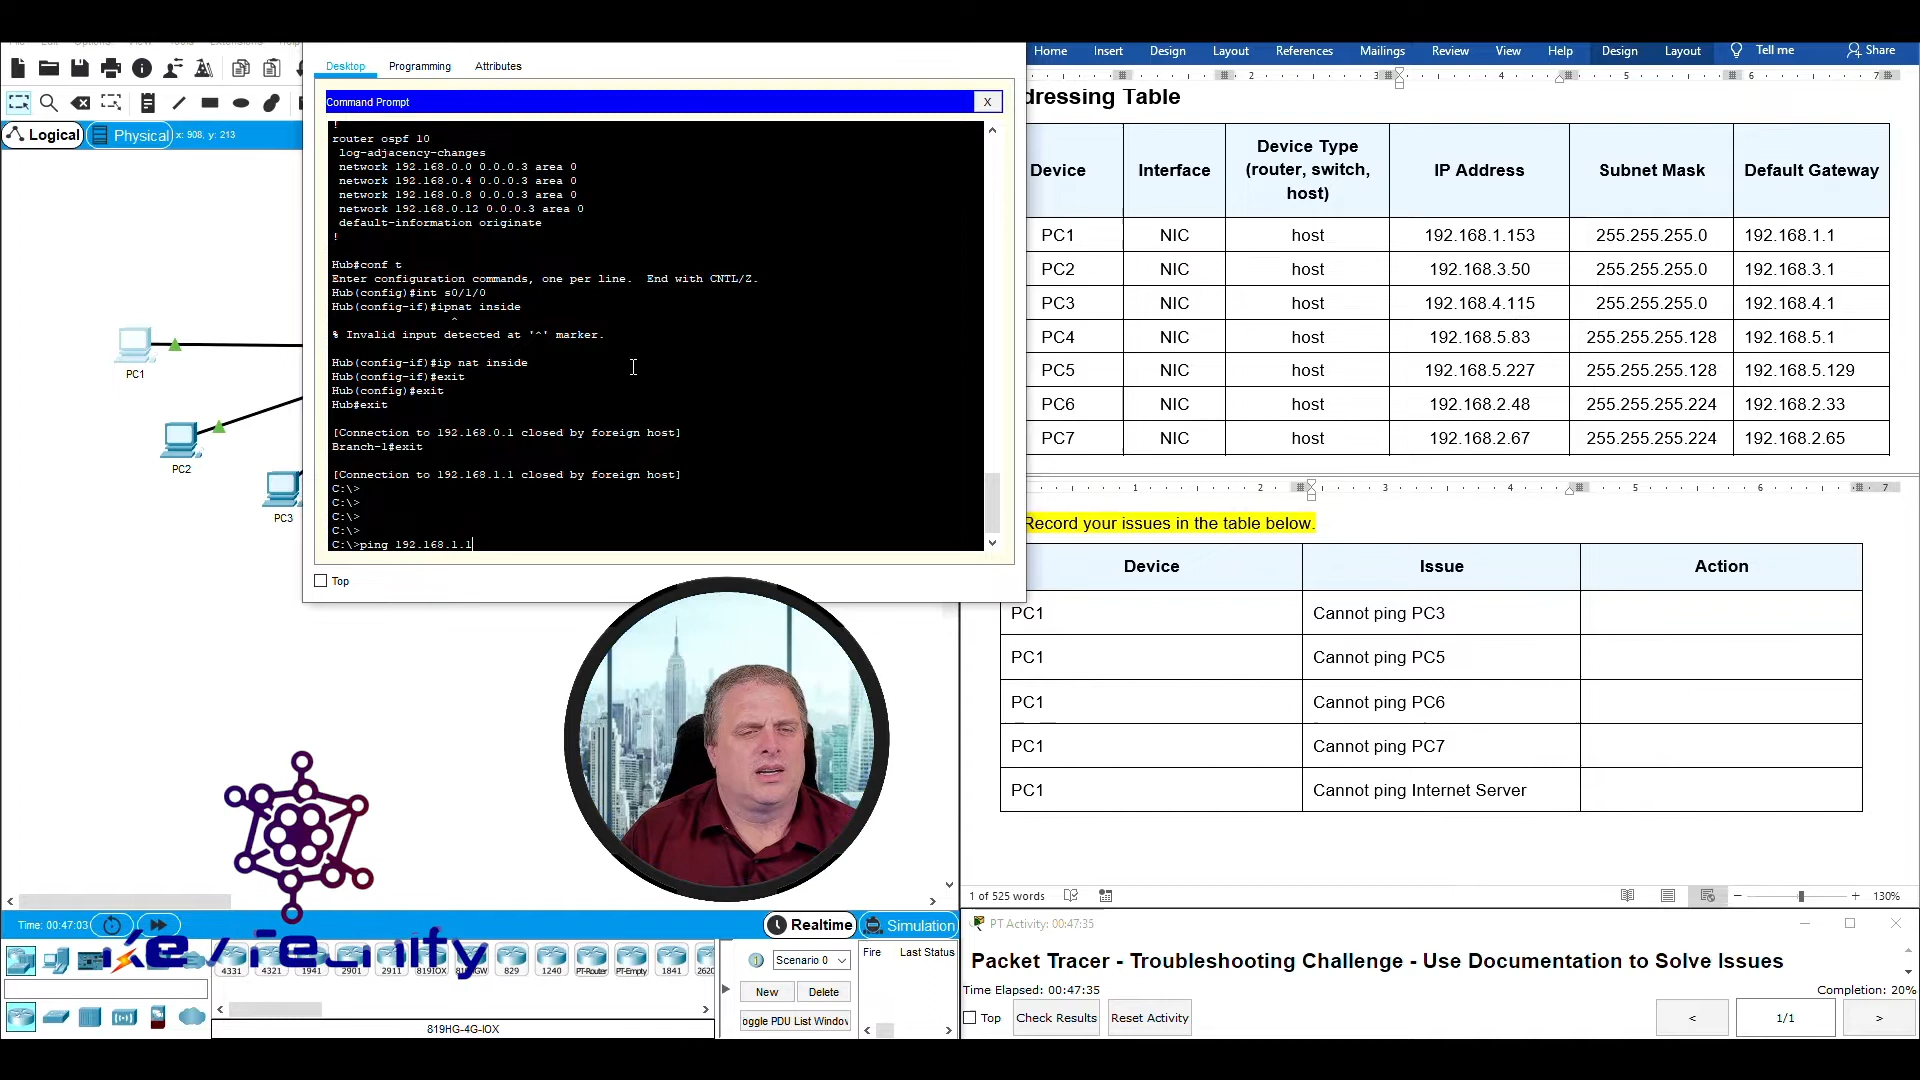 Desktop Programming Attributes
Command Prompt
X
Logical
Physical
x: 908, y: 213
!
router ospf 10
log-adjacency-changes
network 192.168.0.0 0.0.0.3 area 0
network 192.168.0.4 0.0.0.3 area 0
network 192.168.0.8 0.0.0.3 area 0
network 192.168.0.12 0.0.0.3 area 0
default-information originate
!
Hub#conf t
Enter configuration commands, one per line. End with CNTL/Z.
Hub(config)#int s0/1/0
Hub(config-if)#ipnat inside
^
% Invalid input detected at '^' marker.
Hub(config-if)#ip nat inside
Hub(config-if)#exit
Hub(config)#exit
Hub#exit
[Connection to 192.168.0.1 closed by foreign host]
Branch-1#exit
[Connection to 192.168.1.1 closed by foreign host]
C:\>
C:\>
C:\>
C:\>
C:\>ping 192.168.1.1
Top
PC1
PC2
PC3
Home Insert Design Layout References Mailings Review View Help Design Layout Tell me Share
2 3 4 5 6 7
dressing Table
Device Interface Device Type (router, switch, host) IP Address Subnet Mask Default Gateway
PC1 NIC host 192.168.1.153 255.255.255.0 192.168.1.1
PC2 NIC host 192.168.3.50 255.255.255.0 192.168.3.1
PC3 NIC host 192.168.4.115 255.255.255.0 192.168.4.1
PC4 NIC host 192.168.5.83 255.255.255.128 192.168.5.1
PC5 NIC host 192.168.5.227 255.255.255.128 192.168.5.129
PC6 NIC host 192.168.2.48 255.255.255.224 192.168.2.33
PC7 NIC host 192.168.2.67 255.255.255.224 192.168.2.65
1 2 3 4 5 6 7
Record your issues in the table below.
Device Issue Action
PC1 Cannot ping PC3
PC1 Cannot ping PC5
PC1 Cannot ping PC6
PC1 Cannot ping PC7
PC1 Cannot ping Internet Server
1 of 525 words
130%
Time: 00:47:03
Realtime
Simulation
4331 4321 1941 2901 2911 819IOX 829 1240 PT-Router PT-Empty 1841 2620
819HG-4G-IOX
Scenario 0
New Delete
oggle PDU List Window
Fire Last Status
PT Activity: 00:47:35
Packet Tracer - Troubleshooting Challenge - Use Documentation to Solve Issues
Time Elapsed: 00:47:35 Completion: 20%
Top Check Results Reset Activity < 1/1 >